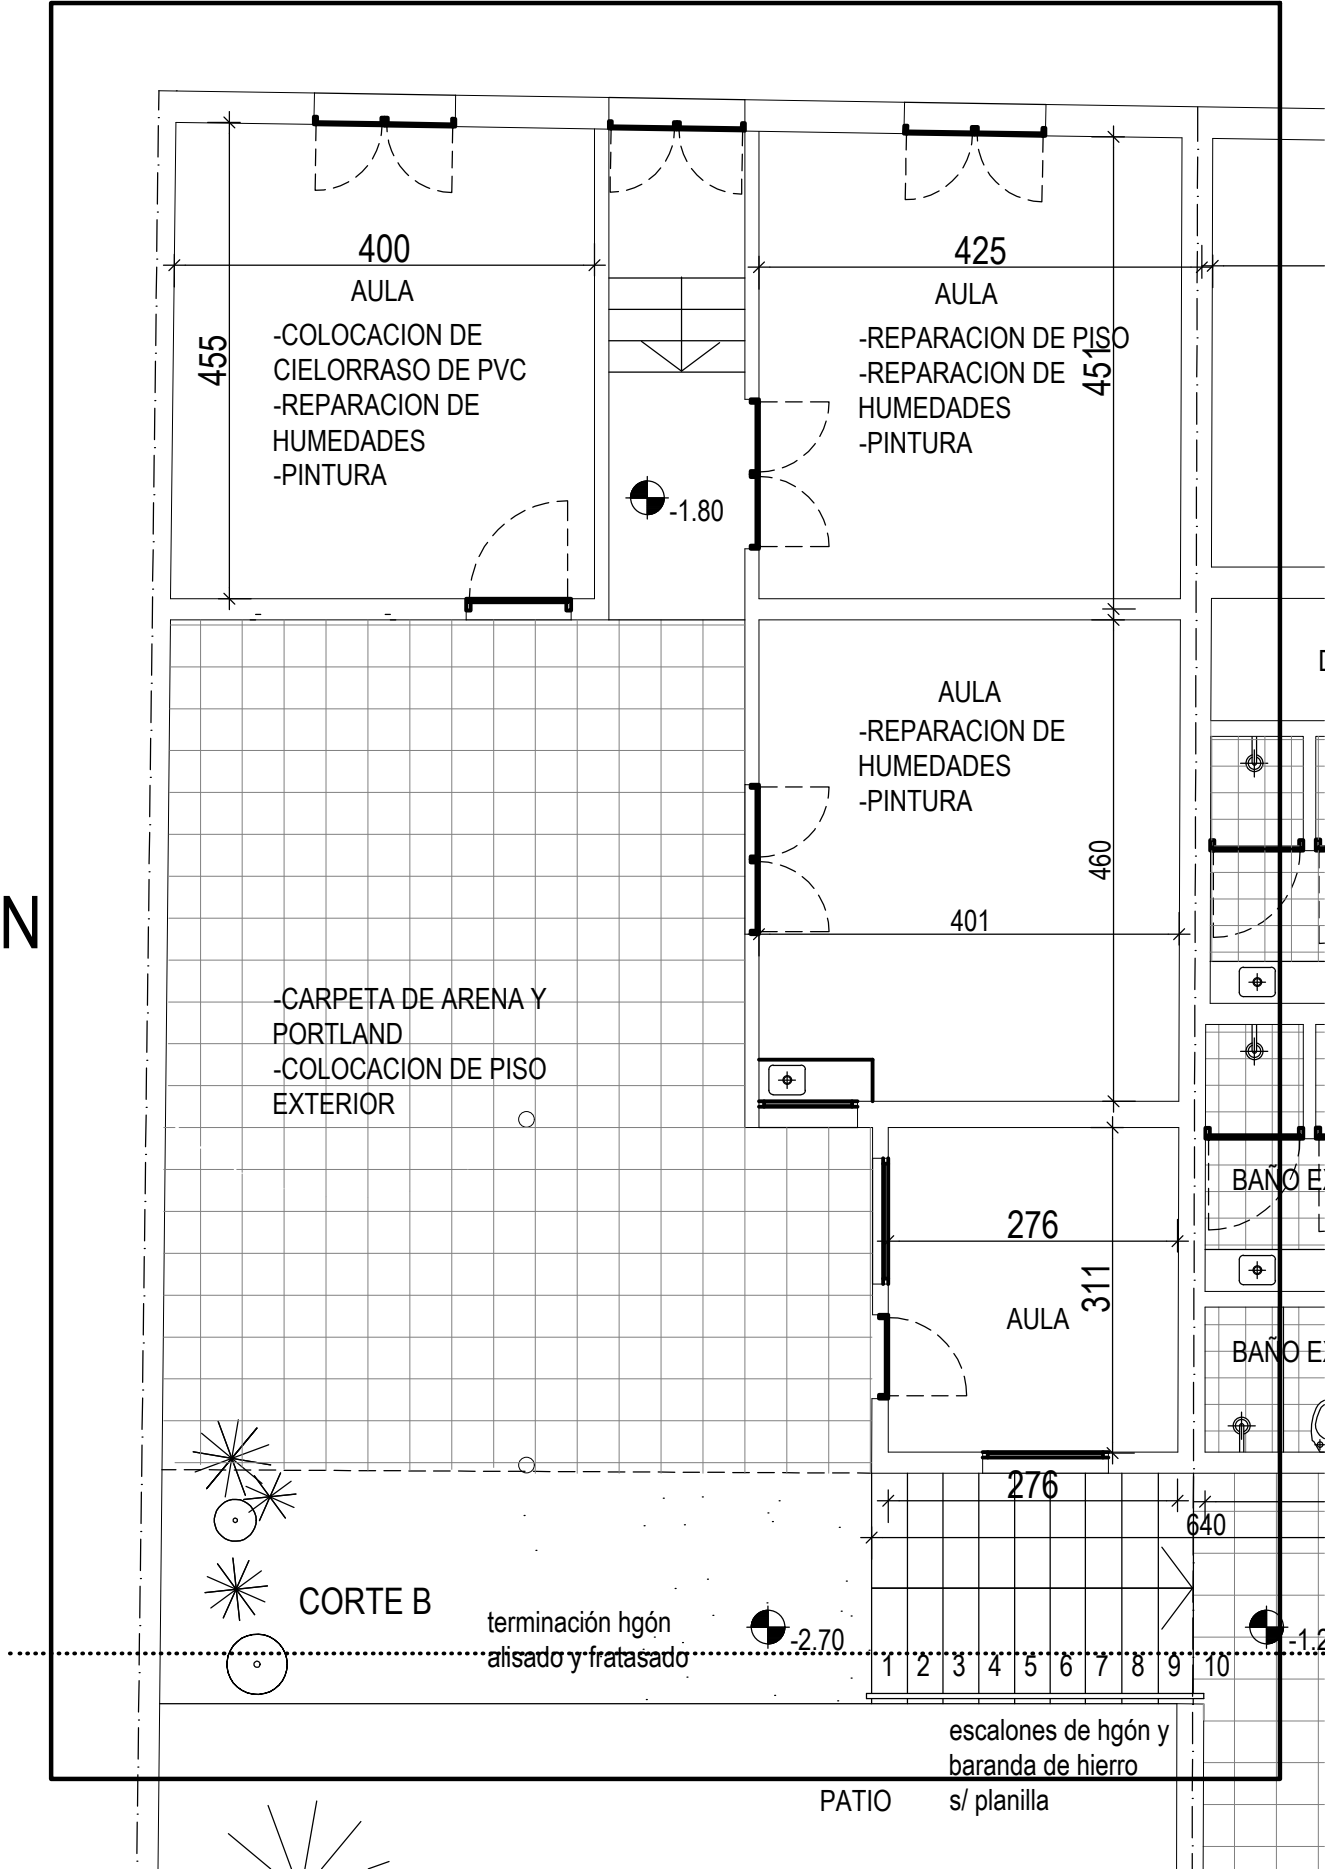 400
AULA
-COLOCACION DE
CIELORRASO DE PVC
-REPARACION DE
HUMEDADES
-PINTURA
455
425
AULA
-REPARACION DE PISO
-REPARACION DE
HUMEDADES
-PINTURA
451
-1.80
AULA
-REPARACION DE
HUMEDADES
-PINTURA
460
401
N
-CARPETA DE ARENA Y
PORTLAND
-COLOCACION DE PISO
EXTERIOR
276
311
AULA
BAÑO
BAÑO
276
640
CORTE B
terminación hgón
alisado y fratasado
-2.70
1 2 3 4 5 6 7 8 9 10
escalones de hgón y
baranda de hierro
s/ planilla
PATIO